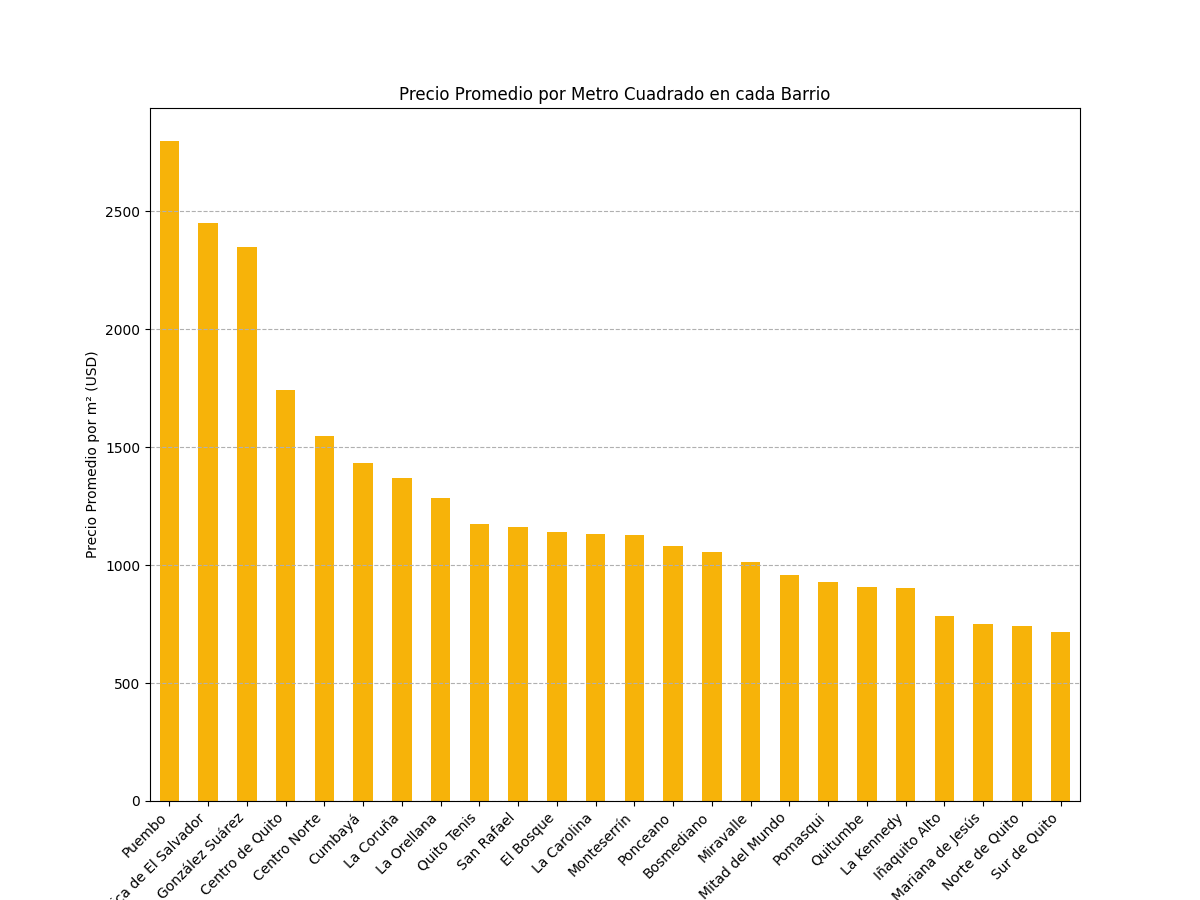 Precio Promedio por Metro Cuadrado en cada Barrio
Precio Promedio por m² (USD)
2500
2000
1500
1000
500
0
Puembo
de El Salvador
González Suárez
Centro de Quito
Centro Norte
Cumbayá
La Coruña
La Orellana
Quito Tenis
San Rafael
El Bosque
La Carolina
Monteserrín
Ponceano
Bosmediano
Miravalle
Mitad del Mundo
Pomasqui
Quitumbe
La Kennedy
Iñaquito Alto
Mariana de Jesús
Norte de Quito
Sur de Quito